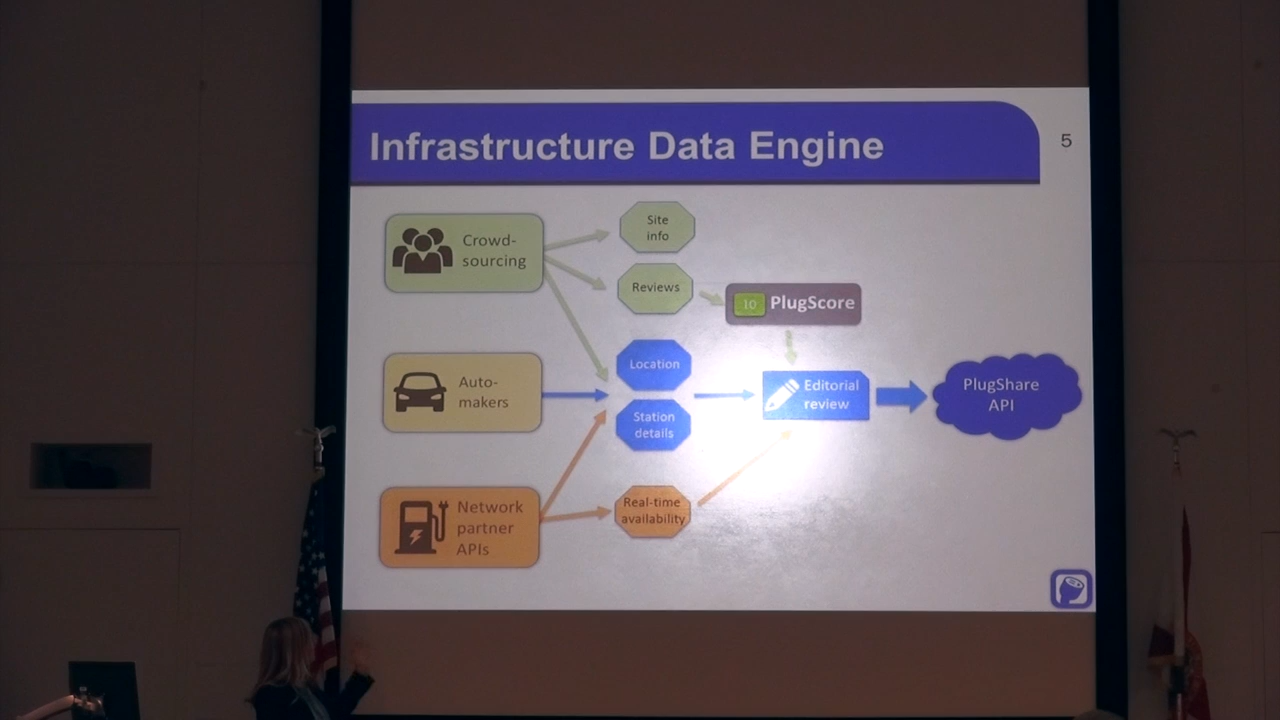 Infrastructure Data Engine
5
Crowd-
sourcing
Site
info
Reviews
10 PlugScore
Auto-
makers
Location
Station
details
Editorial
review
PlugShare
API
Network
partner
APIs
Real-time
availability